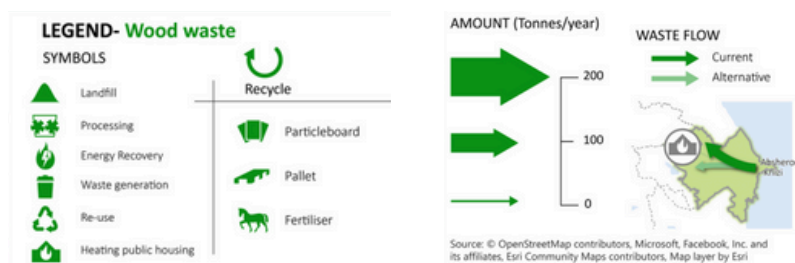 LEGEND- Wood waste
SYMBOLS
Landfill
Processing
Energy Recovery
Waste generation
Re-use
Heating public housing
Recycle
Particleboard
Pallet
Fertiliser
AMOUNT (Tonnes/year)
200
100
0
WASTE FLOW
Current
Alternative
Absheron
Source: © OpenStreetMap contributors, Microsoft, Facebook, Inc. and
its affiliates, Esri Community Maps contributors, Map layer by Esri